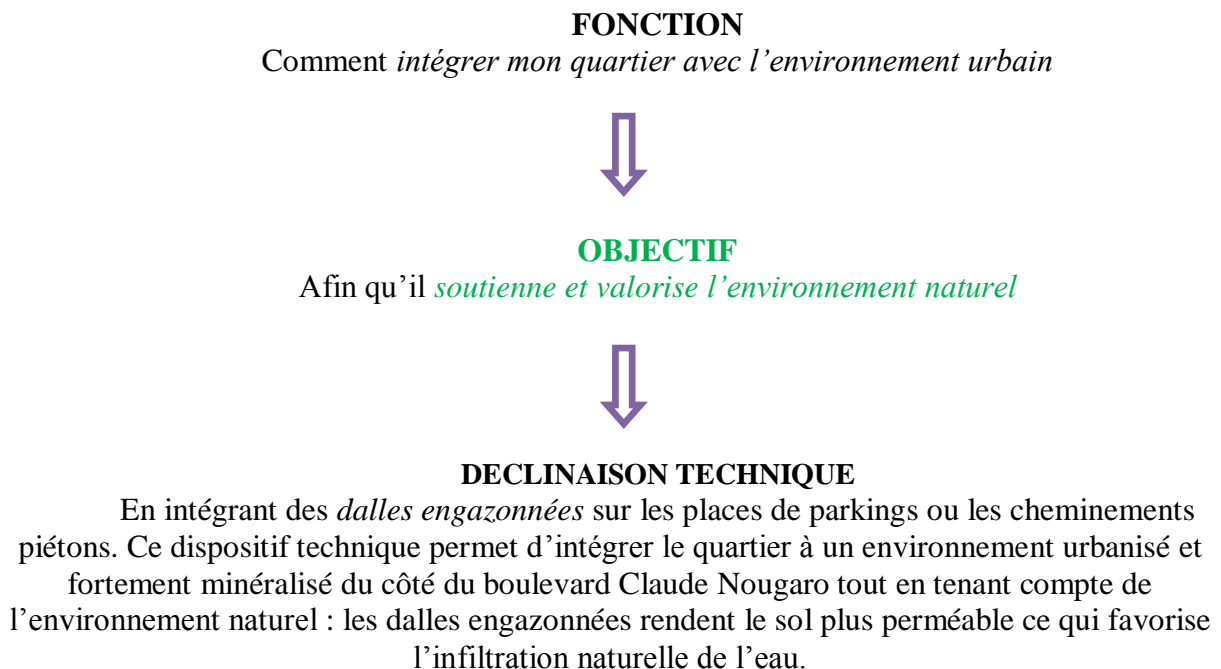 FONCTION
Comment intégrer mon quartier avec l’environnement urbain
OBJECTIF
Afin qu’il soutienne et valorise l’environnement naturel
DECLINAISON TECHNIQUE
En intégrant des dalles engazonnées sur les places de parkings ou les cheminements
piétons. Ce dispositif technique permet d’intégrer le quartier à un environnement urbanisé et
fortement minéralisé du côté du boulevard Claude Nougaro tout en tenant compte de
l’environnement naturel : les dalles engazonnées rendent le sol plus perméable ce qui favorise
l’infiltration naturelle de l’eau.